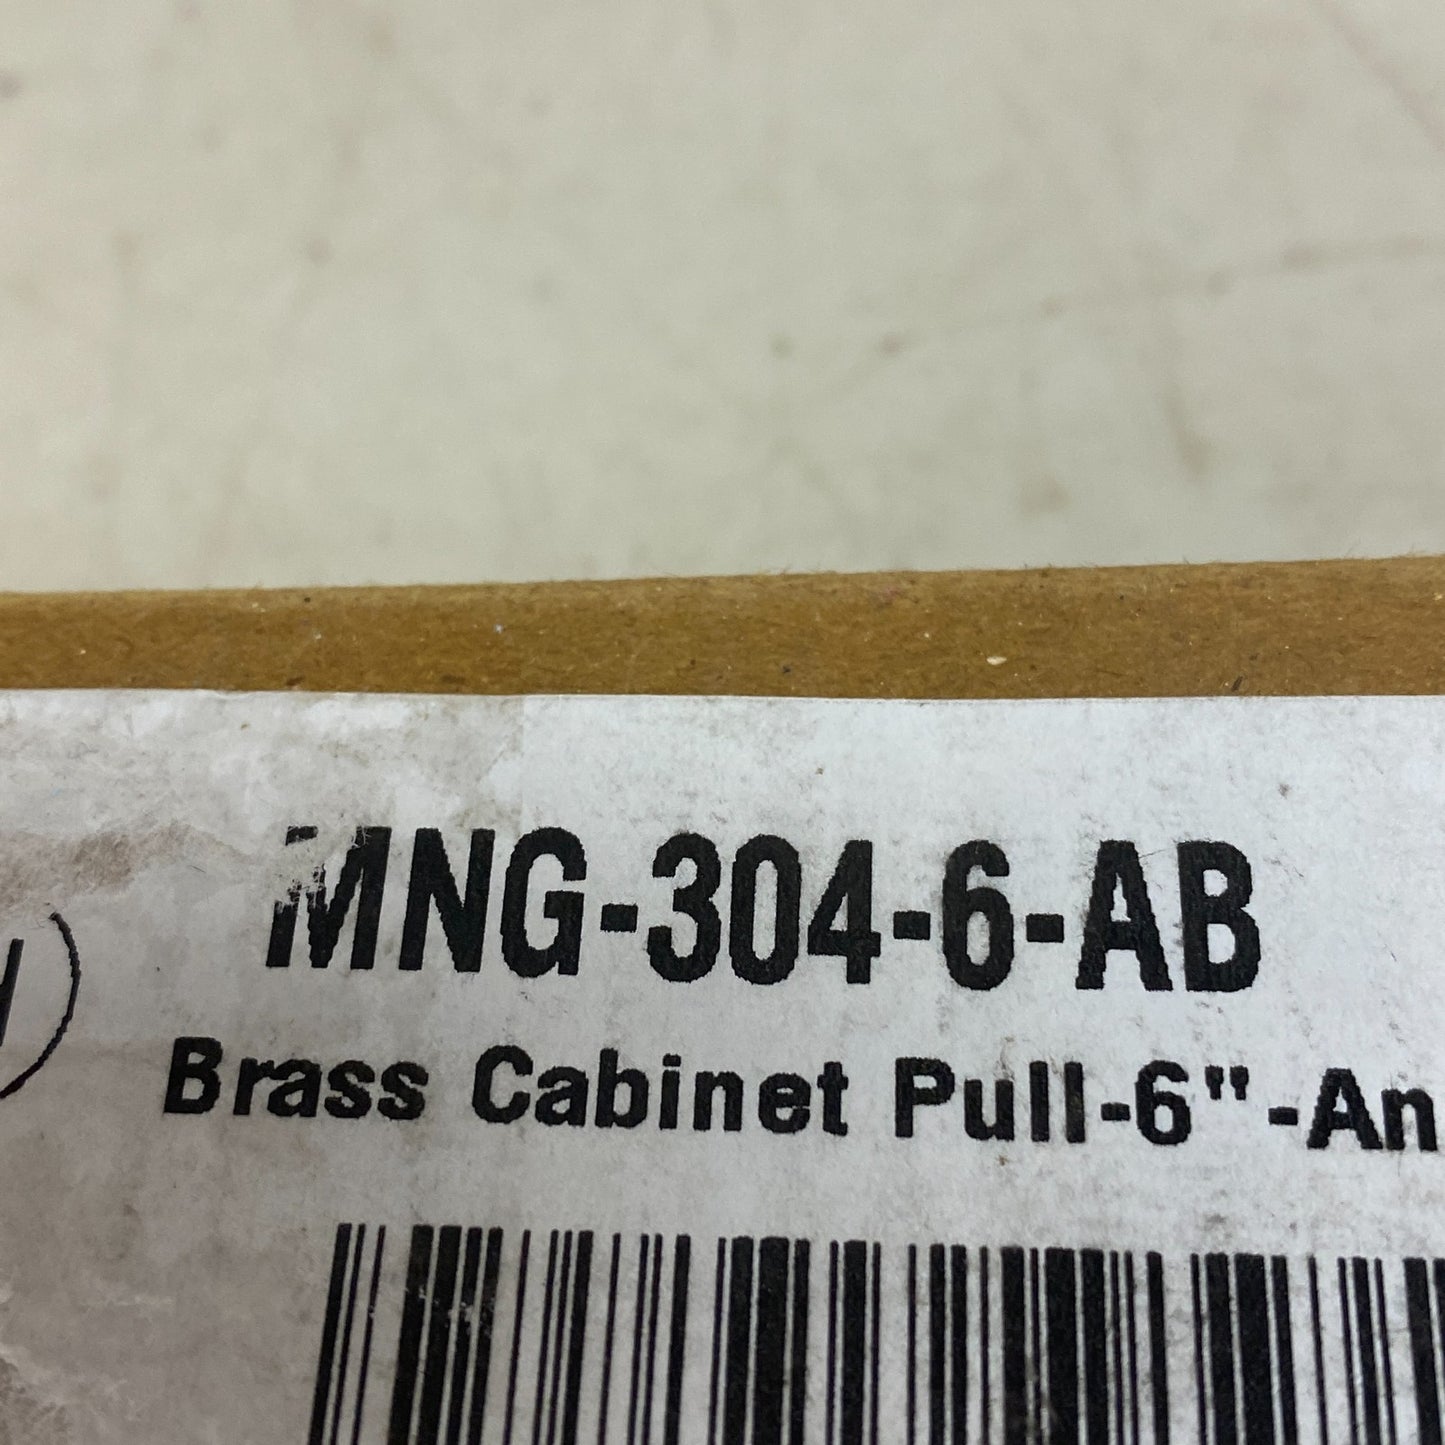 MNG-304-6-AB
Brass Cabinet Pull-6"-An